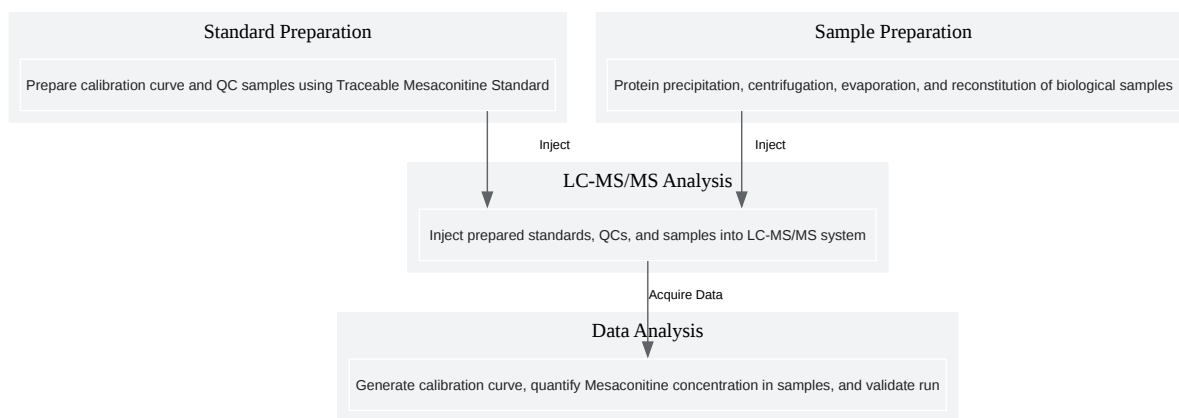 Standard Preparation
Sample Preparation
Prepare calibration curve and QC samples using Traceable Mesaconitine Standard
Protein precipitation, centrifugation, evaporation, and reconstitution of biological samples
Inject
Inject
LC-MS/MS Analysis
Inject prepared standards, QCs, and samples into LC-MS/MS system
Acquire Data
Data Analysis
Generate calibration curve, quantify Mesaconitine concentration in samples, and validate run